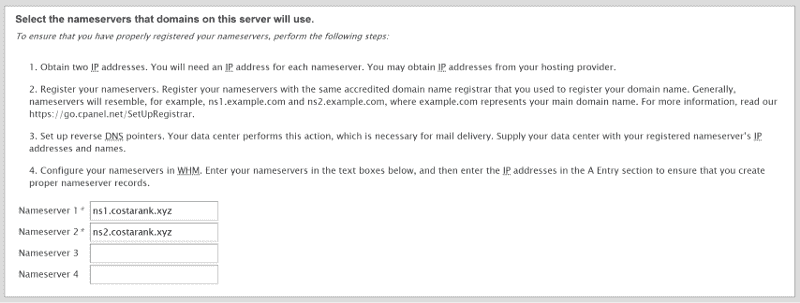 Select the nameservers that domains on this server will use.
To ensure that you have properly registered your nameservers, perform the following steps:
1. Obtain two IP addresses. You will need an IP address for each nameserver. You may obtain IP addresses from your hosting provider.
2. Register your nameservers. Register your nameservers with the same accredited domain name registrar that you used to register your domain name. Generally,
nameservers will resemble, for example, ns1.example.com and ns2.example.com, where example.com represents your main domain name. For more information, read our
https://go.cpanel.net/SetUpRegistrar.
3. Set up reverse DNS pointers. Your data center performs this action, which is necessary for mail delivery. Supply your data center with your registered nameserver's IP
addresses and names.
4. Configure your nameservers in WHM. Enter your nameservers in the text boxes below, and then enter the IP addresses in the A Entry section to ensure that you create
proper nameserver records.
Nameserver 1 * ns1.costarank.xyz
Nameserver 2 * ns2.costarank.xyz
Nameserver 3
Nameserver 4